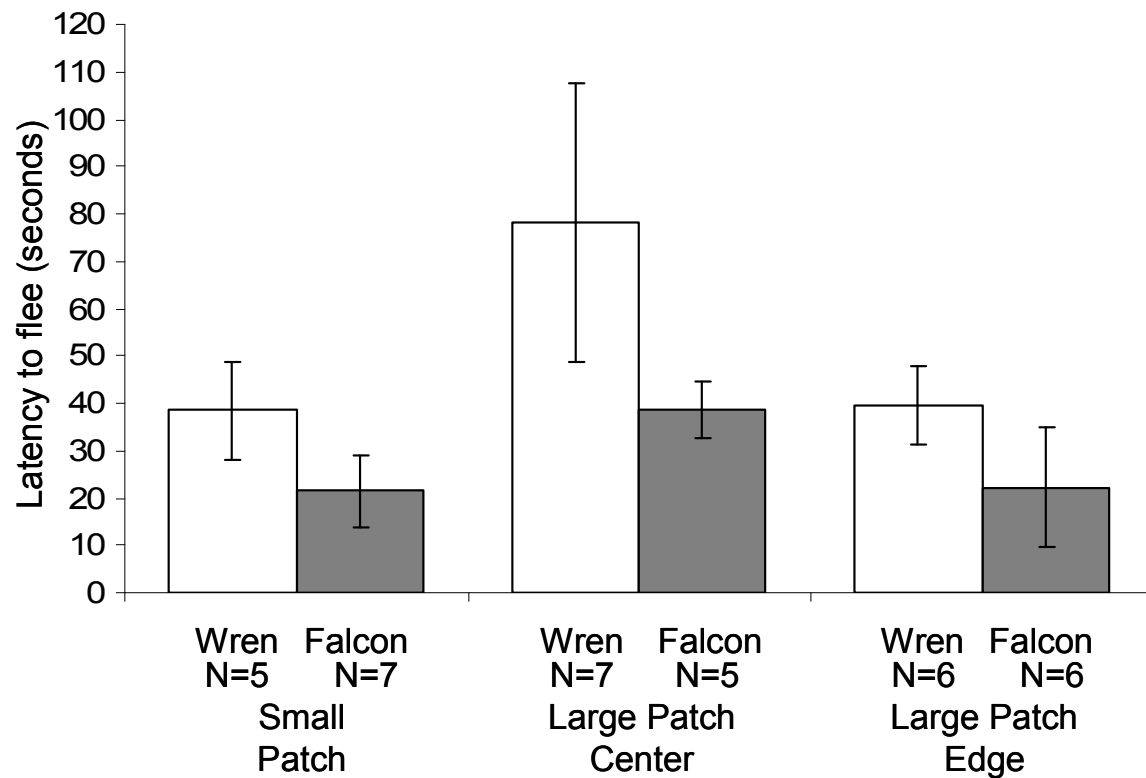 120
110
100
90
80
70
60
50
40
30
20
10
0
Latency to flee (seconds)
Wren Falcon Wren Falcon Wren Falcon
N=5 N=7 N=7 N=5 N=6 N=6
Small Large Patch Large Patch
Patch Center Edge